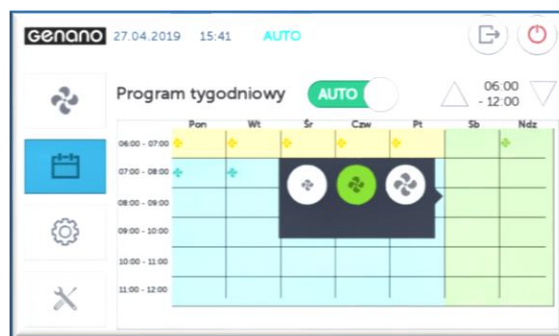 Genano 27.04.2019 15:41 AUTO
Program tygodniowy AUTO 06:00
- 12:00
Pon Wt Śr Czw Pt Sb Ndz
06:00 - 07:00
07:00 - 08:00
08:00 - 09:00
09:00 - 10:00
10:00 - 11:00
11:00 - 12:00